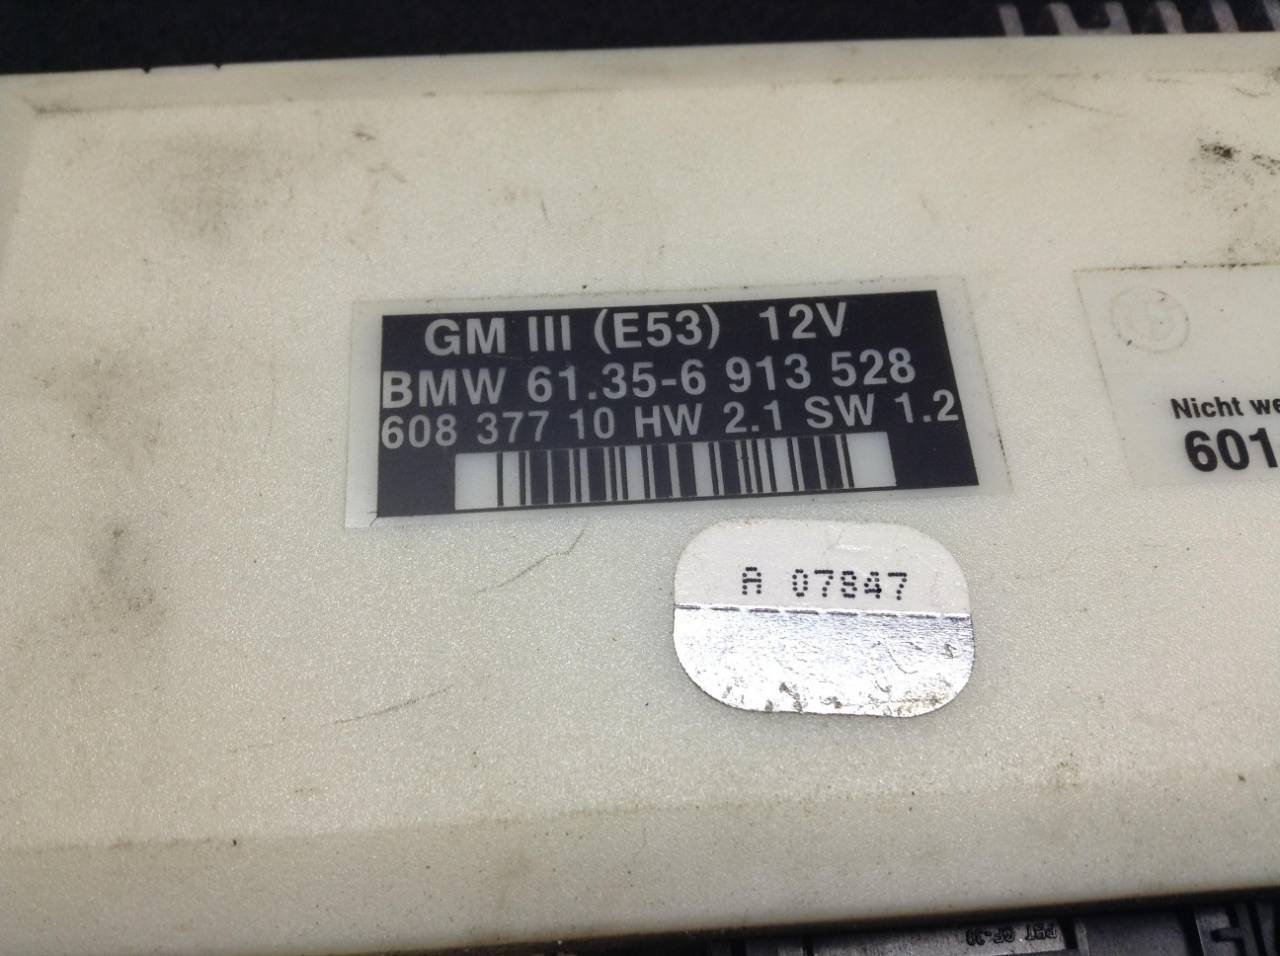 GM III (E53) 12V
BMW 61.35-6 913 528
608 377 10 HW 2.1 SW 1.2
Nicht we
601
A 07847